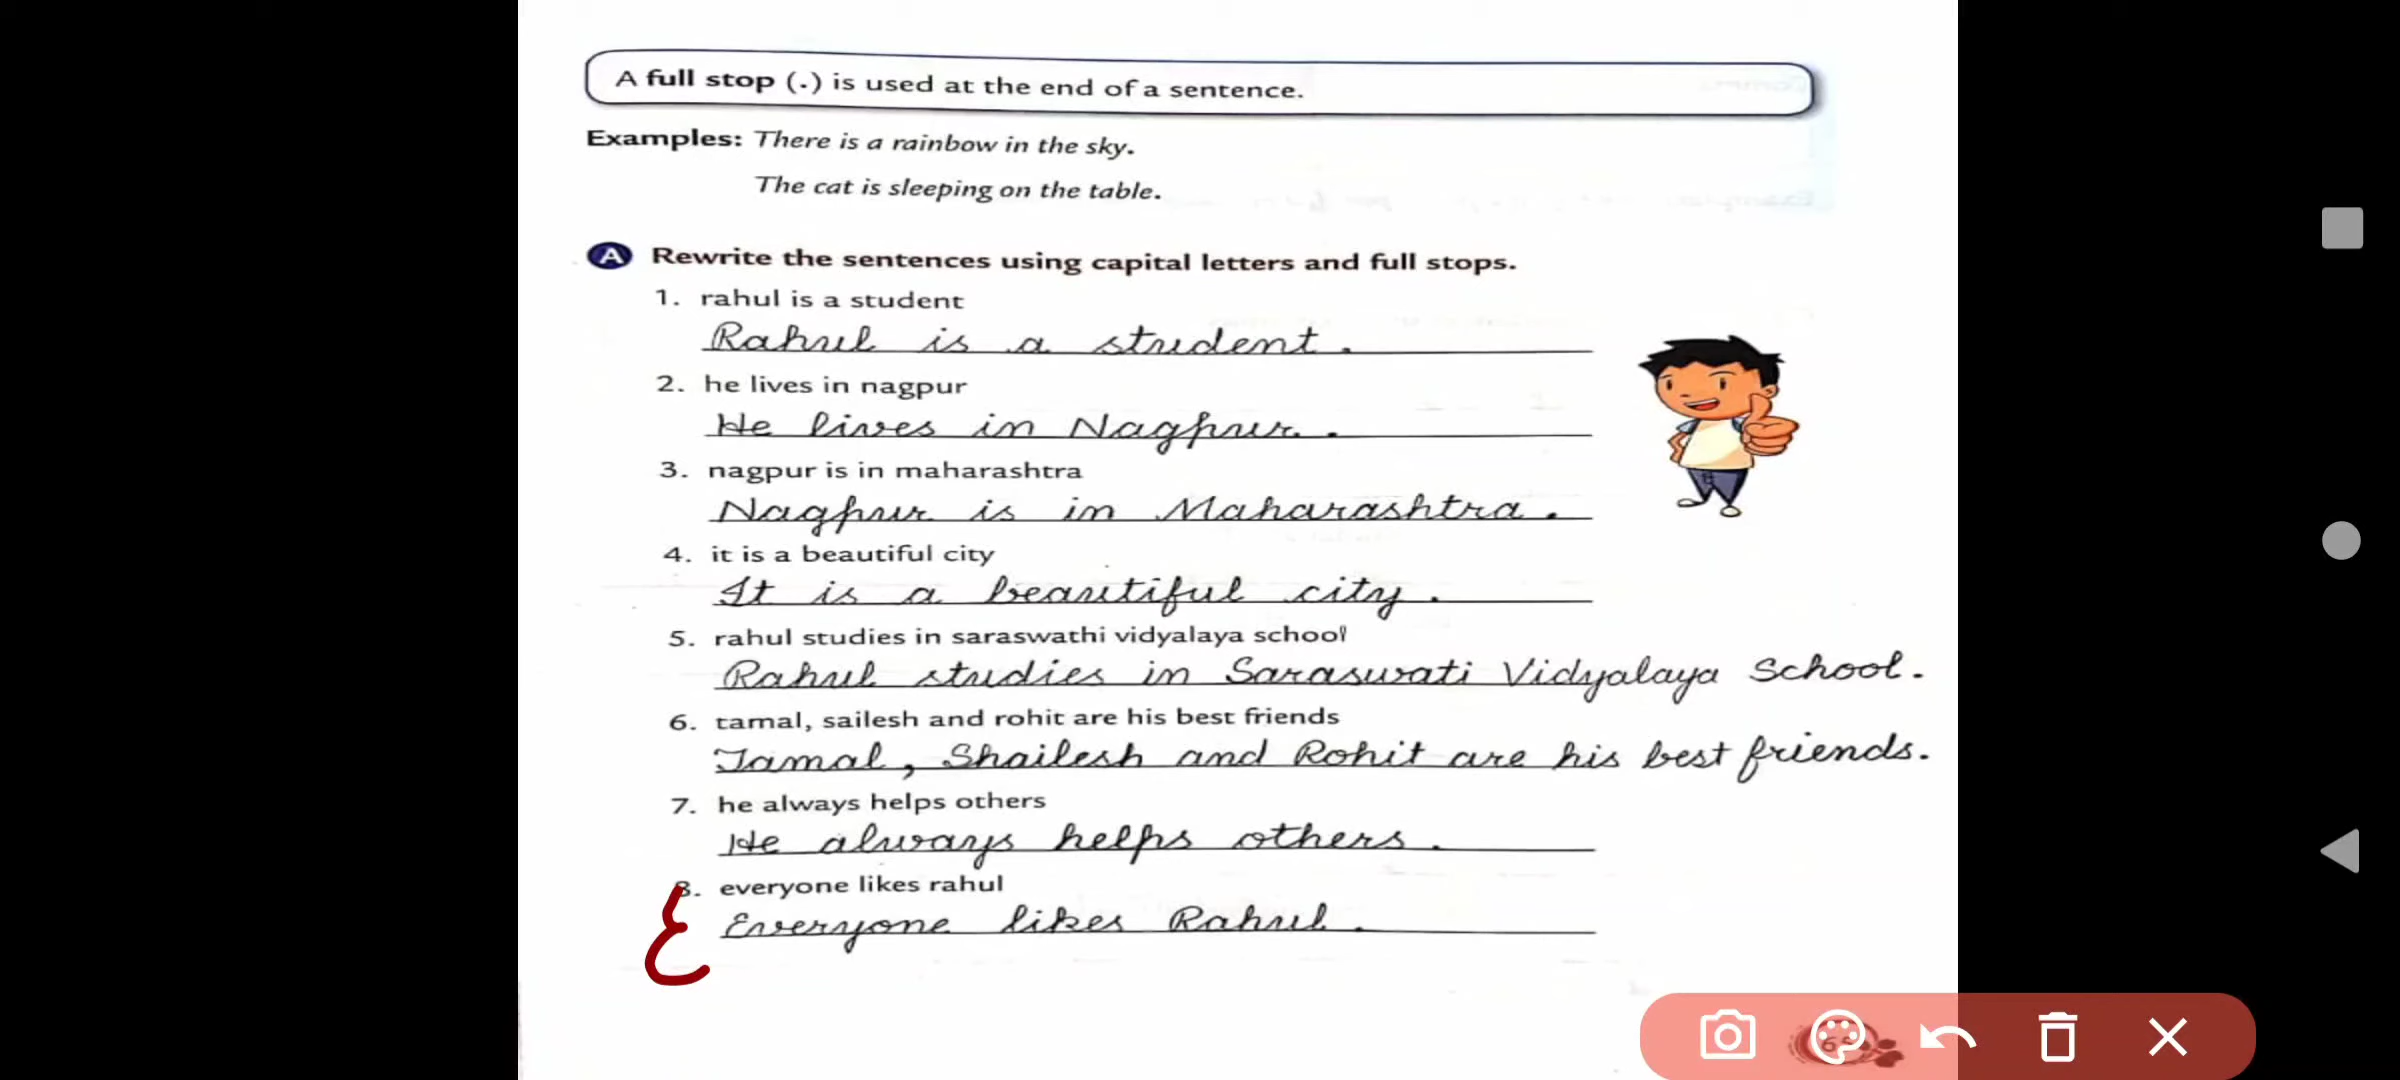 A full stop (.) is used at the end of a sentence.
Examples: There is a rainbow in the sky.
The cat is sleeping on the table.
A Rewrite the sentences using capital letters and full stops.
1. rahul is a student
Rahul is a student.
2. he lives in nagpur
He lives in Nagpur.
3. nagpur is in maharashtra
Nagpur is in Maharashtra.
4. it is a beautiful city
It is a beautiful city.
5. rahul studies in saraswathi vidyalaya school
Rahul studies in Saraswati Vidyalaya School.
6. tamal, sailesh and rohit are his best friends
Tamal, Shailesh and Rohit are his best friends.
7. he always helps others
He always helps others.
8. everyone likes rahul
Everyone likes Rahul.